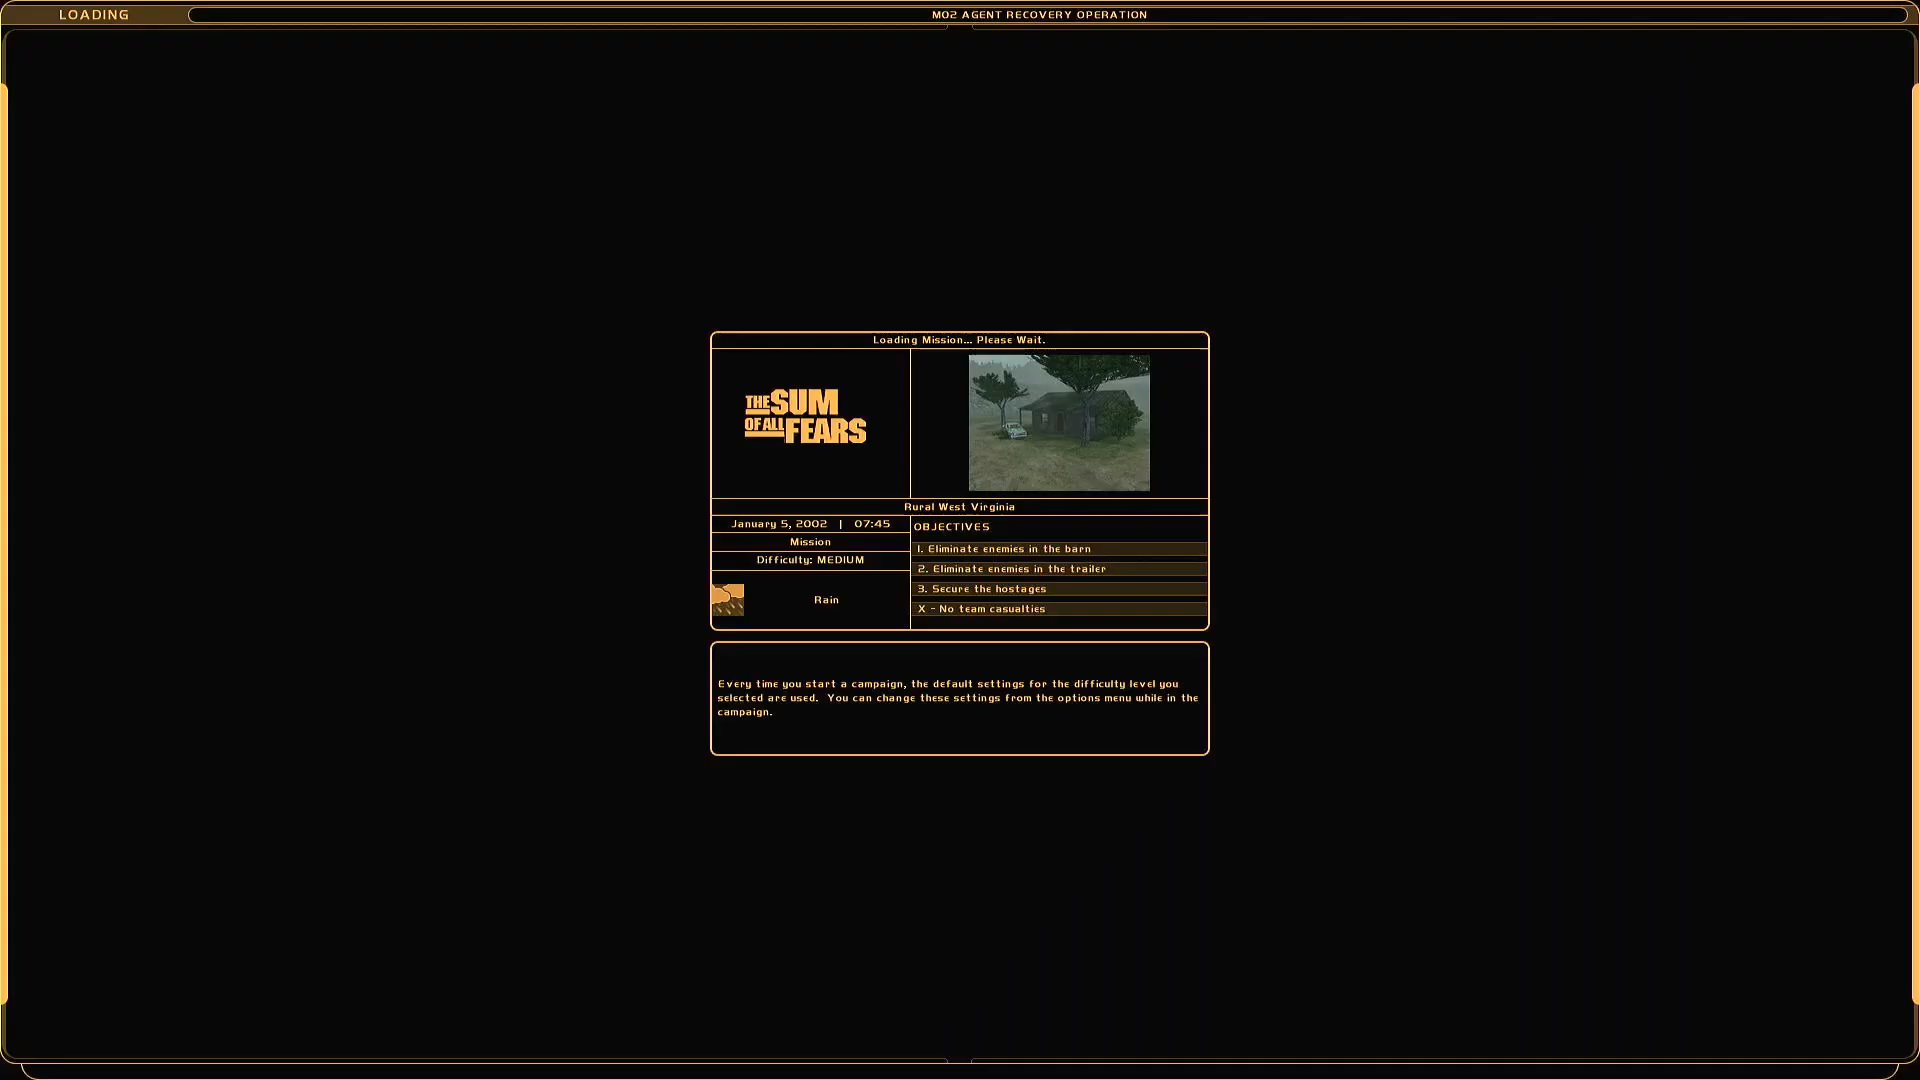 LOADING
M02 AGENT RECOVERY OPERATION
Loading Mission... Please Wait.
THE SUM
OF ALL FEARS
Rural West Virginia
January 5, 2002 | 07:45
Mission
Difficulty: MEDIUM
Rain
OBJECTIVES
1. Eliminate enemies in the barn
2. Eliminate enemies in the trailer
3. Secure the hostages
X - No team casualties
Every time you start a campaign, the default settings for the difficulty level you
selected are used. You can change these settings from the options menu while in the
campaign.